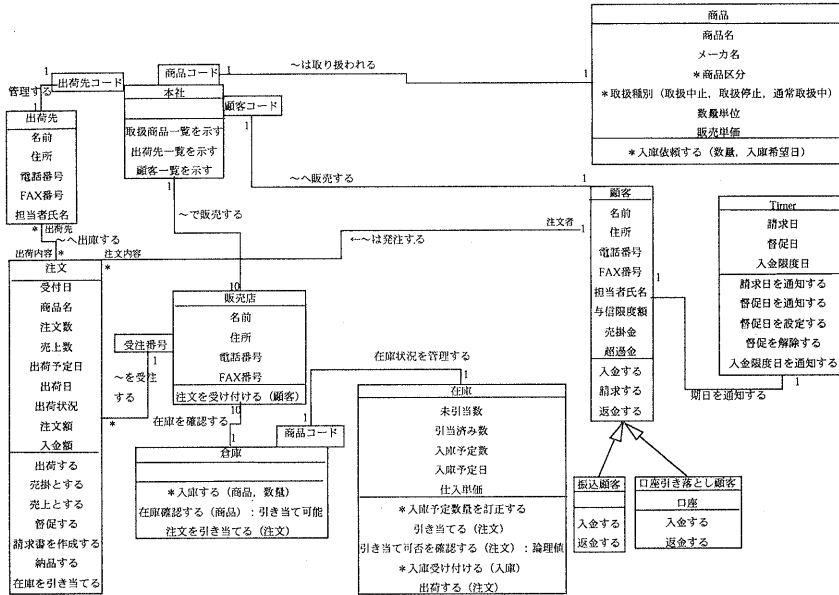 商品
商品名
メーカ名
＊商品区分
＊取扱種別（取扱中止，取扱停止，通常取扱中）
数量単位
販売単価
＊入庫依頼する（数量，入庫希望日）
1
～は取り扱われる
1
商品コード
1
出荷先コード
管理する
1
本社
取扱商品一覧を示す
出荷先一覧を示す
顧客一覧を示す
顧客コード
1
出荷先
名前
住所
電話番号
FAX番号
担当者氏名
＊
出荷先
～へ出庫する
出荷内容
＊
1
～で販売する
10
1
～へ販売する
1
顧客
名前
住所
電話番号
FAX番号
担当者氏名
与信限度額
売掛金
超過金
入金する
請求する
返金する
注文者
1
←～は発注する
注文内容
＊
Timer
請求日
督促日
入金限度日
請求日を通知する
督促日を通知する
督促日を設定する
督促を解除する
入金限度日を通知する
1
期日を通知する
1
注文
受付日
商品名
注文数
売上数
出荷予定日
出荷日
出荷状況
注文額
入金額
出荷する
売掛とする
売上とする
督促する
請求書を作成する
納品する
在庫を引き当てる
受注番号
1
～を受注
する
＊
販売店
名前
住所
電話番号
FAX番号
注文を受け付ける（顧客）
10
在庫を確認する
1
倉庫
＊入庫する（商品，数量）
在庫確認する（商品）：引き当て可能
注文を引き当てる（注文）
商品コード
1
在庫状況を管理する
1
在庫
未引当数
引当済み数
入庫予定数
入庫予定日
仕入単価
＊入庫予定数量を訂正する
引き当てる（注文）
引き当て可否を確認する（注文）：論理値
＊入庫受け付ける（入庫）
出荷する（注文）
振込顧客
入金する
返金する
口座引き落とし顧客
口座
入金する
返金する